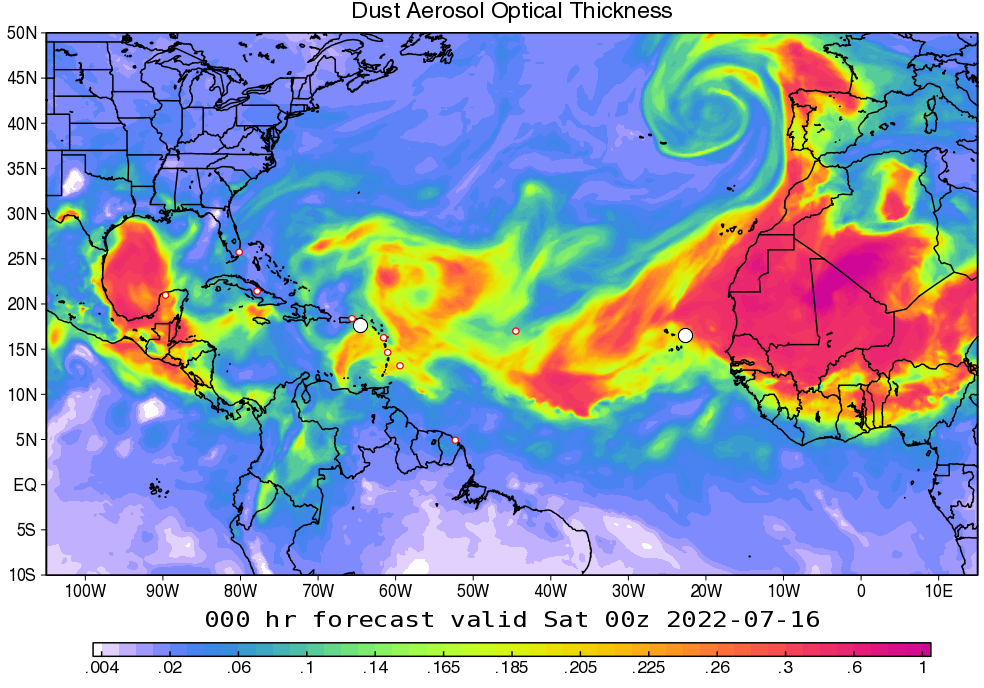 Dust Aerosol Optical Thickness
50N
45N
40N
35N
30N
25N
20N
15N
10N
5N
EQ
5S
10S
100W 90W 80W 70W 60W 50W 40W 30W 20W 10W 0 10E
000 hr forecast valid Sat 00z 2022-07-16
.004 .02 .06 .1 .14 .165 .185 .205 .225 .26 .3 .6 1